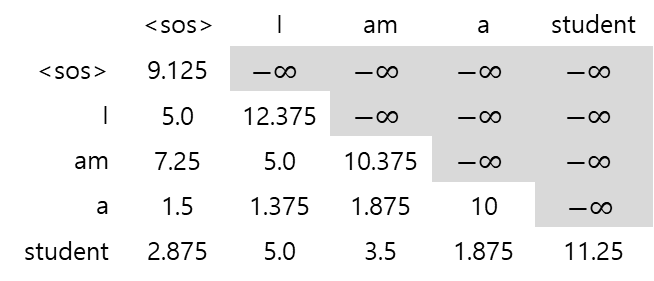 <sos> I am a student
<sos> 9.125 −∞ −∞ −∞ −∞
I 5.0 12.375 −∞ −∞ −∞
am 7.25 5.0 10.375 −∞ −∞
a 1.5 1.375 1.875 10 −∞
student 2.875 5.0 3.5 1.875 11.25